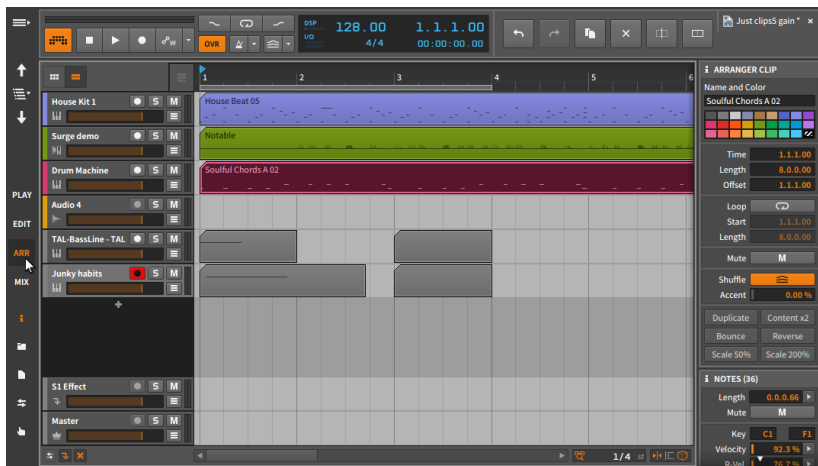 DSP
I/O
128.00
4/4
1.1.1.00
00:00:00.00
OVR
W
Just clips5 gain *
1 2 3 4 5 6
House Kit 1 S M
House Beat 05
Surge demo S M
Notable
Drum Machine S M
Soulful Chords A 02
Audio 4 S M
TAL-BassLine - TAL S M
Junky habits S M
S1 Effect S M
Master S M
PLAY
EDIT
ARR
MIX
1/4
ARRANGER CLIP
Name and Color
Soulful Chords A 02
Time 1.1.1.00
Length 8.0.0.00
Offset 1.1.1.00
Loop
Start 1.1.1.00
Length 8.0.0.00
Mute M
Shuffle
Accent 0.00 %
Duplicate Content x2
Bounce Reverse
Scale 50% Scale 200%
NOTES (36)
Length 0.0.0.66
Mute M
Key C1 F1
Velocity 92.3 %
R-Vel 76.7 %